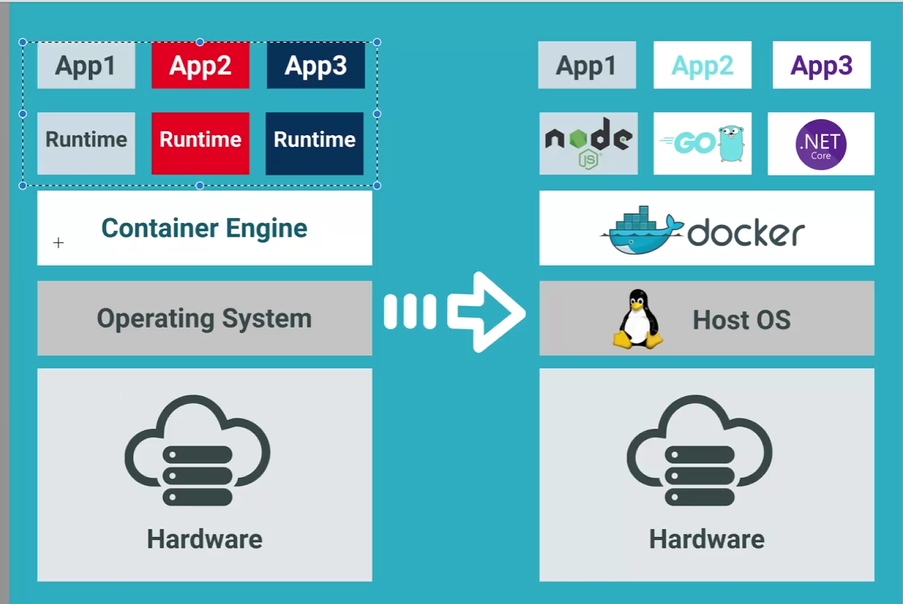 App1 App2 App3
Runtime Runtime Runtime
Container Engine
Operating System
Hardware
App1 App2 App3
node JS GO .NET Core
docker
Host OS
Hardware